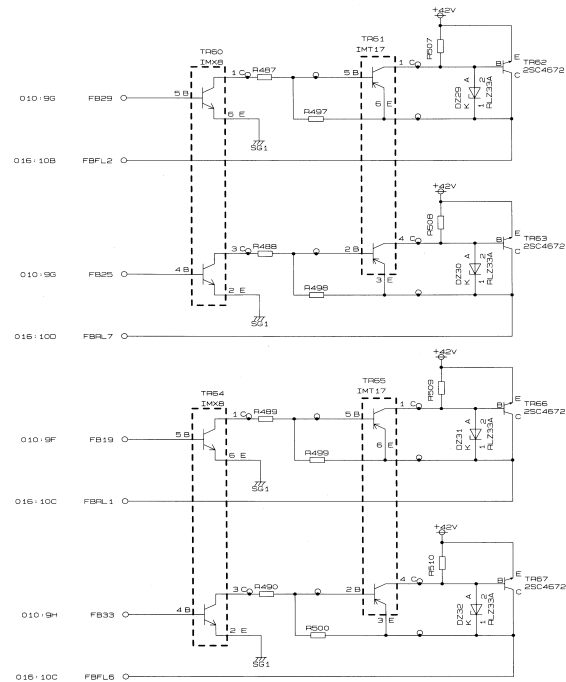 +42V
TR60
IMX8
TR61
IMT17
R507
1 C
R487
5 B
1 C
B
E
TR62
2SC4672
C
DZ29
K A
1 2
RLZ33A
010:9G FB29
5 B
6 E
SG1
R497
6 E
016:10B FBFL2
+42V
R508
3 C
R488
2 B
4 C
B
E
TR63
2SC4672
C
DZ30
K A
1 2
RLZ33A
010:9G FB25
4 B
2 E
SG1
R498
3 E
016:10D FBRL7
+42V
TR64
IMX8
TR65
IMT17
R509
1 C
R489
5 B
1 C
B
E
TR66
2SC4672
C
DZ31
K A
1 2
RLZ33A
010:9F FB19
5 B
6 E
SG1
R499
6 E
016:10C FBRL1
+42V
R510
3 C
R490
2 B
4 C
B
E
TR67
2SC4672
C
DZ32
K A
1 2
RLZ33A
010:9H FB33
4 B
2 E
SG1
R500
3 E
016:10C FBFL6